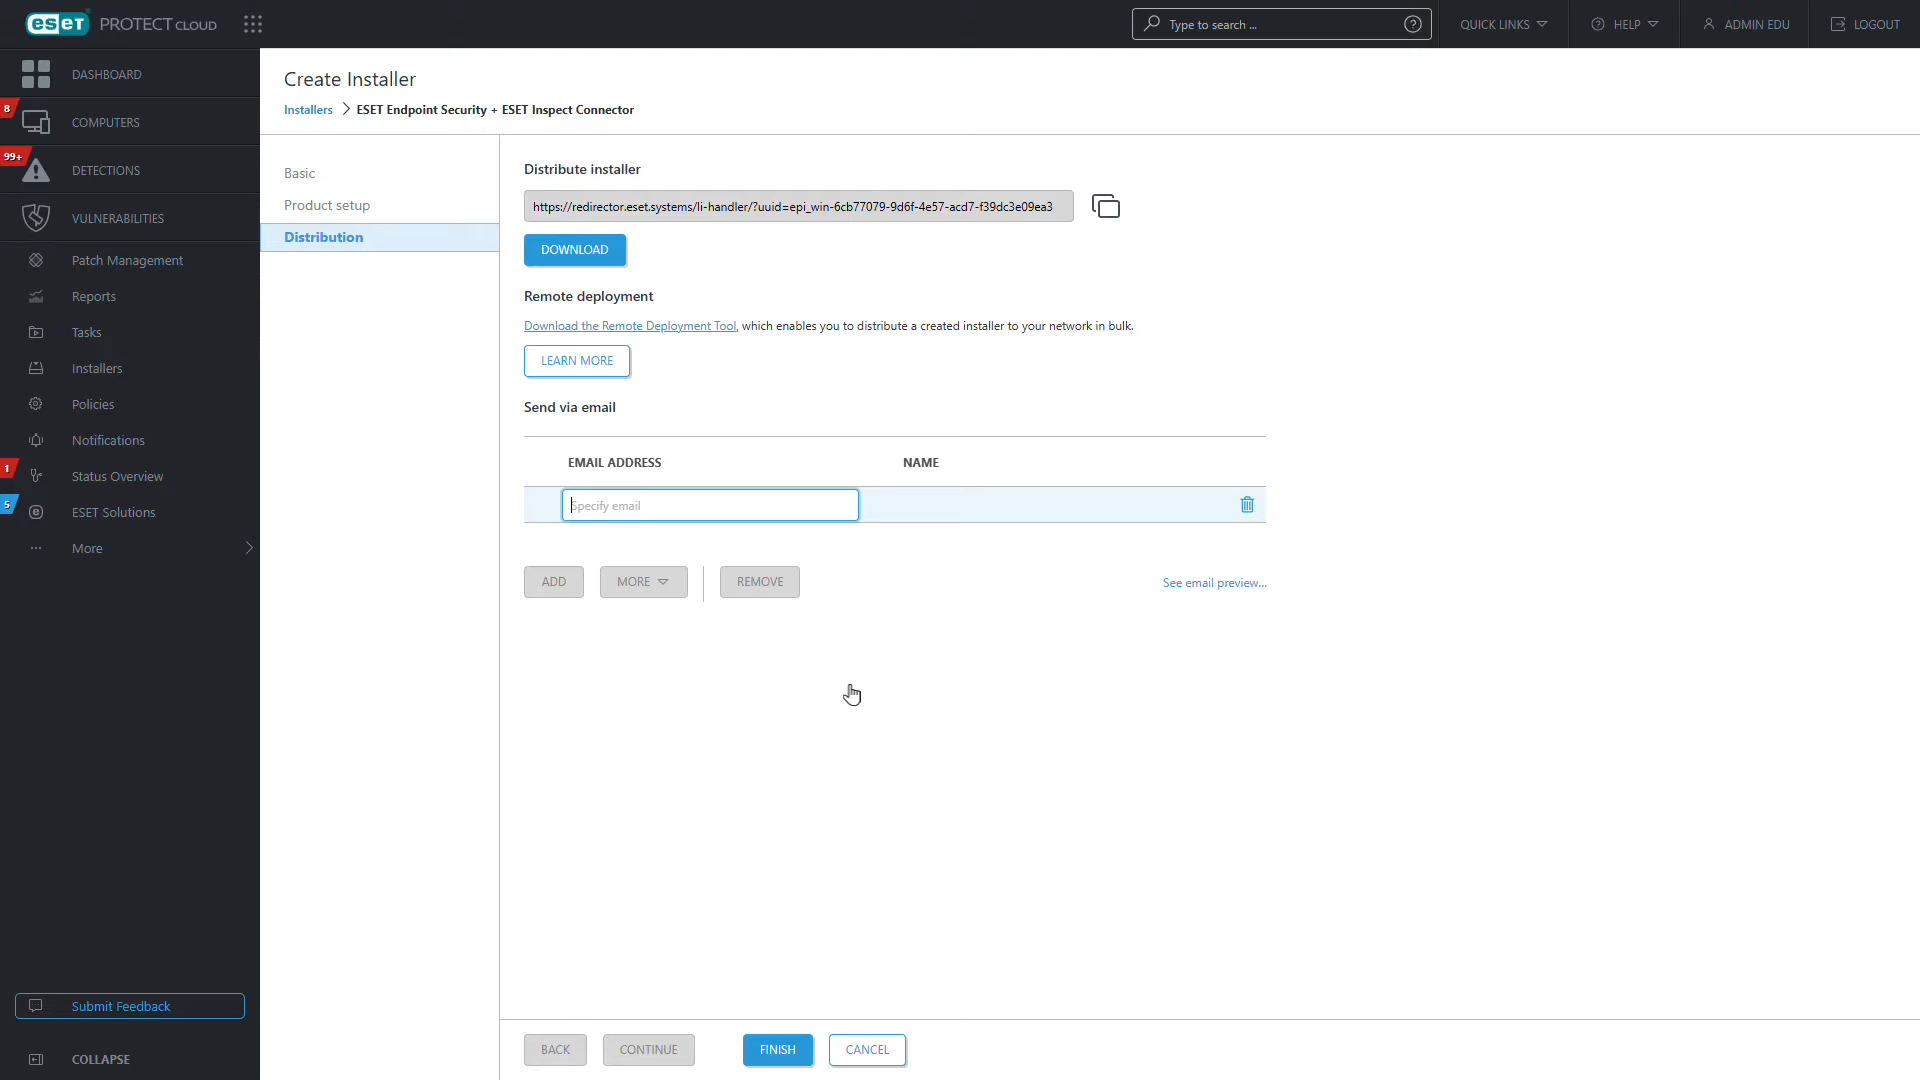 eset PROTECT CLOUD
Type to search ...
?
QUICK LINKS
HELP
ADMIN EDU
LOGOUT
DASHBOARD
8
COMPUTERS
99+
DETECTIONS
VULNERABILITIES
Patch Management
Reports
Tasks
Installers
Policies
Notifications
1
Status Overview
5
ESET Solutions
More
Submit Feedback
COLLAPSE
Create Installer
Installers > ESET Endpoint Security + ESET Inspect Connector
Basic
Product setup
Distribution
Distribute installer
https://redirector.eset.systems/li-handler/?uuid=epi_win-6cb77079-9d6f-4e57-acd7-f39dc3e09ea3
DOWNLOAD
Remote deployment
Download the Remote Deployment Tool, which enables you to distribute a created installer to your network in bulk.
LEARN MORE
Send via email
EMAIL ADDRESS NAME
Specify email
ADD MORE REMOVE See email preview...
BACK CONTINUE FINISH CANCEL